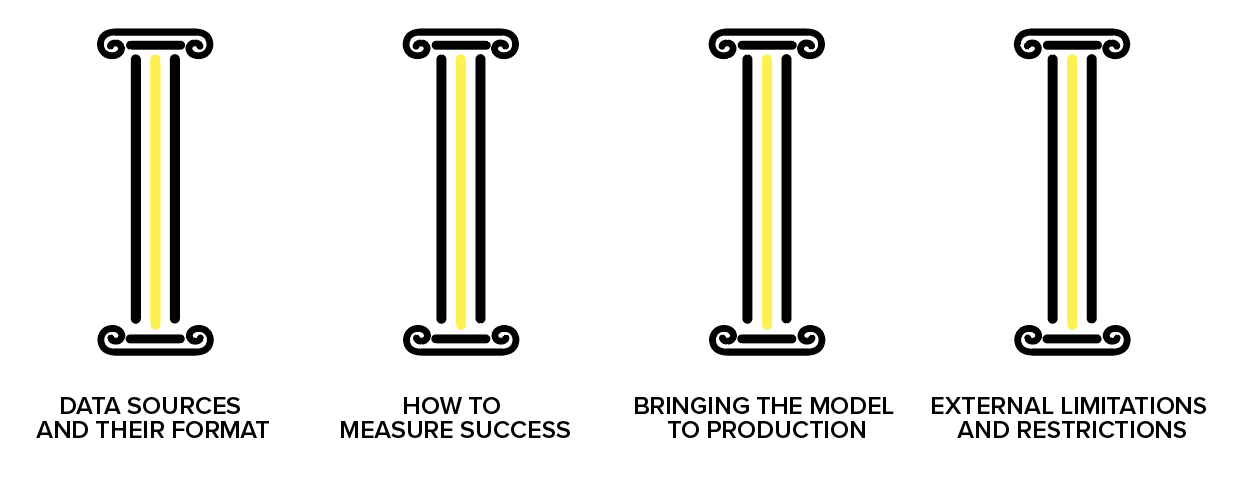 DATA SOURCES
AND THEIR FORMAT
HOW TO
MEASURE SUCCESS
BRINGING THE MODEL
TO PRODUCTION
EXTERNAL LIMITATIONS
AND RESTRICTIONS